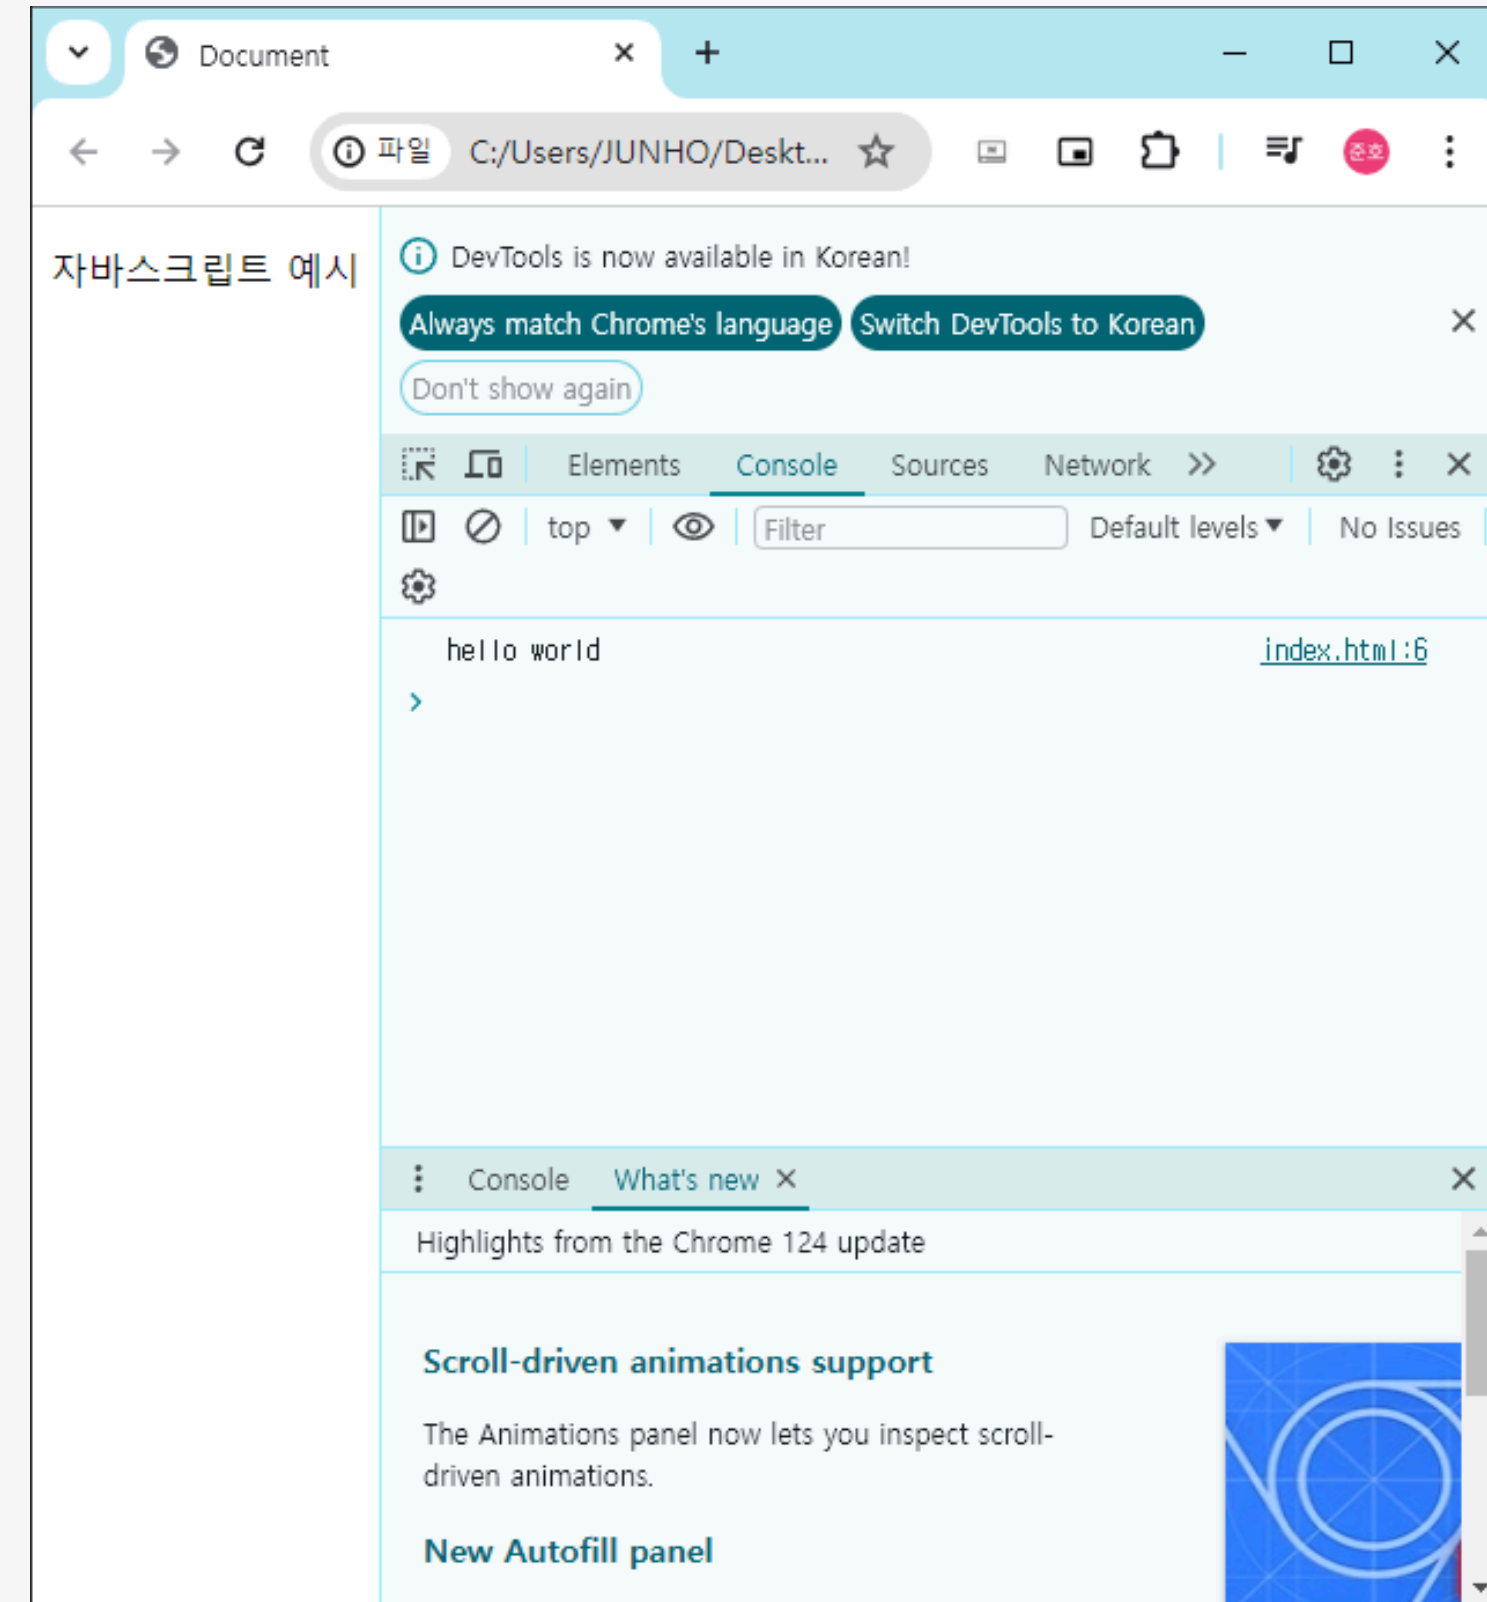 Document
파일 C:/Users/JUNHO/Deskt...
준호
자바스크립트 예시
DevTools is now available in Korean!
Always match Chrome's language Switch DevTools to Korean
Don't show again
Elements Console Sources Network
top Filter Default levels No Issues
hello world index.html:6
Console What's new
Highlights from the Chrome 124 update
Scroll-driven animations support
The Animations panel now lets you inspect scroll-
driven animations.
New Autofill panel